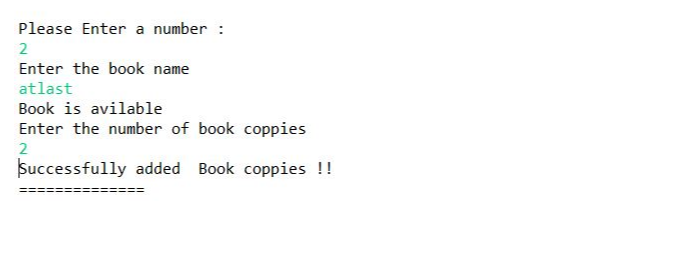 Please Enter a number :
2
Enter the book name
atlast
Book is avilable
Enter the number of book coppies
2
Successfully added  Book coppies !!
==============